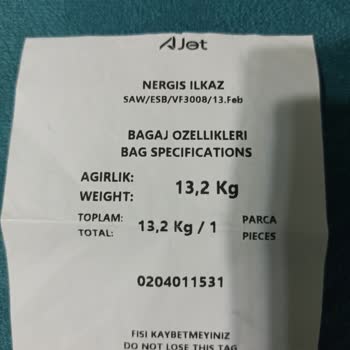 AJet
NERGIS ILKAZ
SAW/ESB/VF3008/13.Feb
BAGAJ OZELLIKLERI
BAG SPECIFICATIONS
AGIRLIK:
WEIGHT: 13,2 Kg
TOPLAM: PARCA
TOTAL: 13,2 Kg / 1 PIECES
0204011531
FISI KAYBETMEYINIZ
DO NOT LOSE THIS TAG